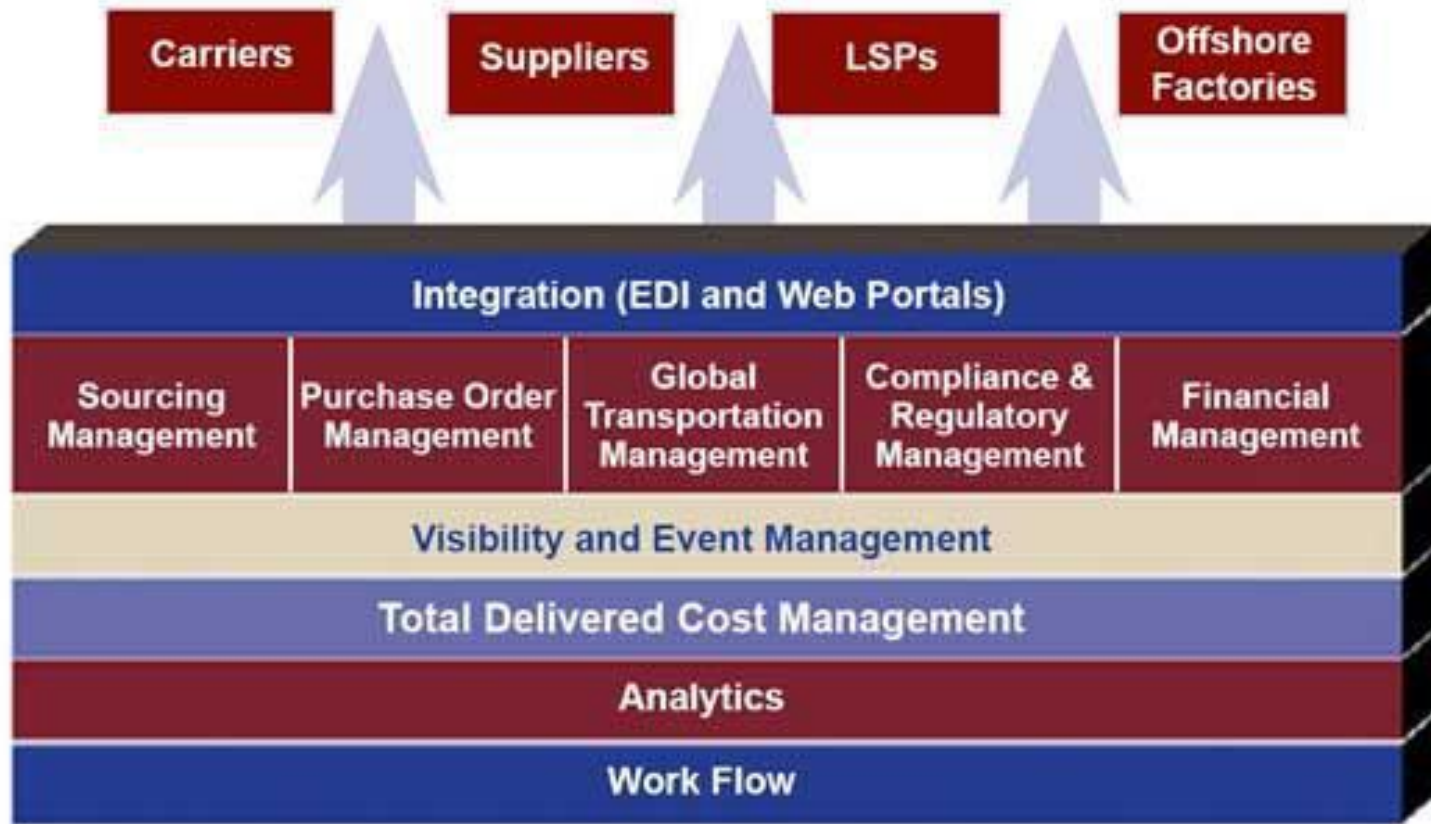 Carriers
Suppliers
LSPs
Offshore
Factories
Integration (EDI and Web Portals)
Sourcing
Management
Purchase Order
Management
Global
Transportation
Management
Compliance &
Regulatory
Management
Financial
Management
Visibility and Event Management
Total Delivered Cost Management
Analytics
Work Flow